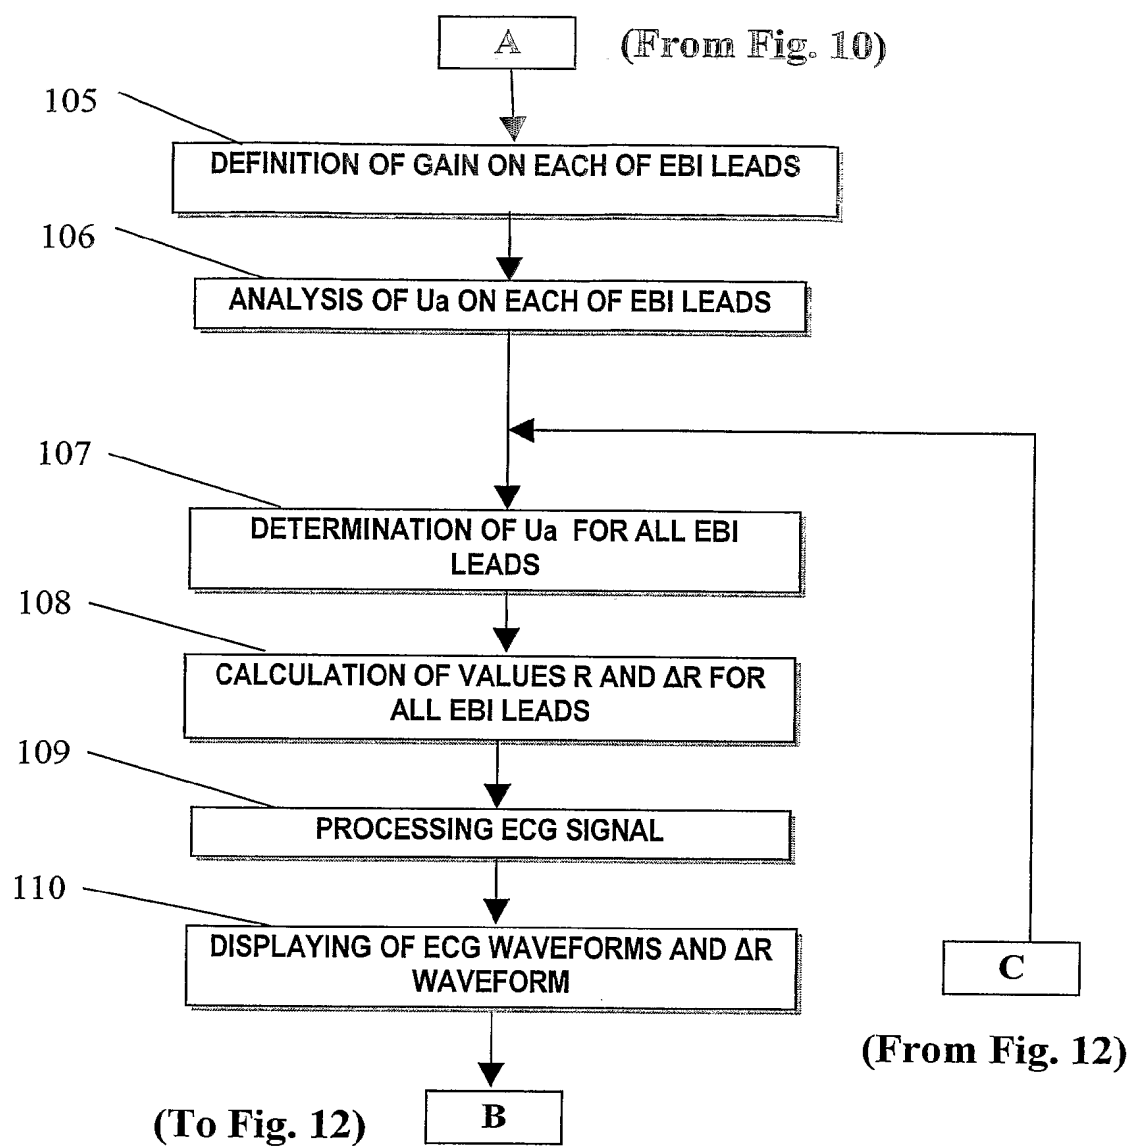 A (From Fig. 10)
105
DEFINITION OF GAIN ON EACH OF EBI LEADS
106
ANALYSIS OF Ua ON EACH OF EBI LEADS
107
DETERMINATION OF Ua FOR ALL EBI
LEADS
108
CALCULATION OF VALUES R AND ΔR FOR
ALL EBI LEADS
109
PROCESSING ECG SIGNAL
110
DISPLAYING OF ECG WAVEFORMS AND ΔR
WAVEFORM
C
(From Fig. 12)
(To Fig. 12) B